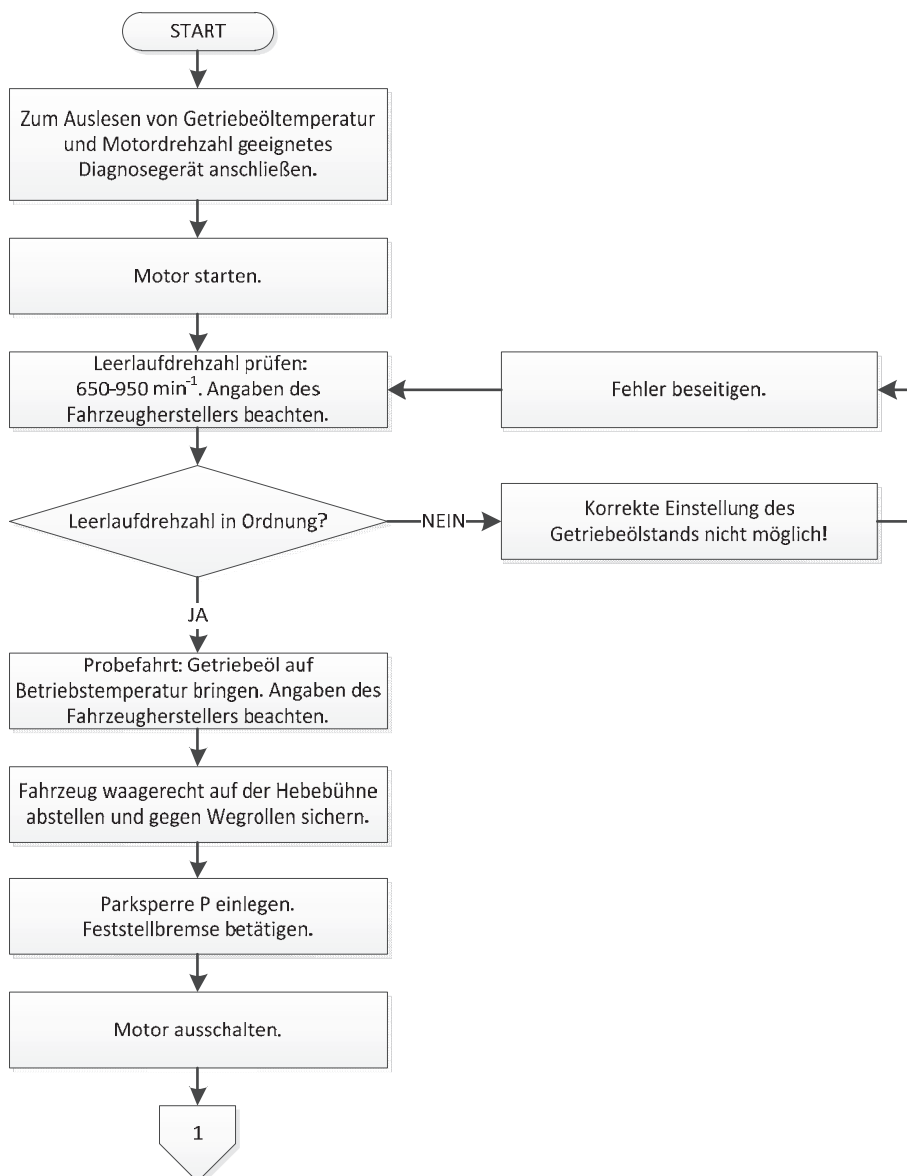 START
Zum Auslesen von Getriebeöltemperatur
und Motordrehzahl geeignetes
Diagnosegerät anschließen.
Motor starten.
Leerlaufdrehzahl prüfen:
650-950 min⁻¹. Angaben des
Fahrzeugherstellers beachten.
Fehler beseitigen.
Leerlaufdrehzahl in Ordnung?
NEIN
Korrekte Einstellung des
Getriebeölstands nicht möglich!
JA
Probefahrt: Getriebeöl auf
Betriebstemperatur bringen. Angaben des
Fahrzeugherstellers beachten.
Fahrzeug waagerecht auf der Hebebühne
abstellen und gegen Wegrollen sichern.
Parksperre P einlegen.
Feststellbremse betätigen.
Motor ausschalten.
1